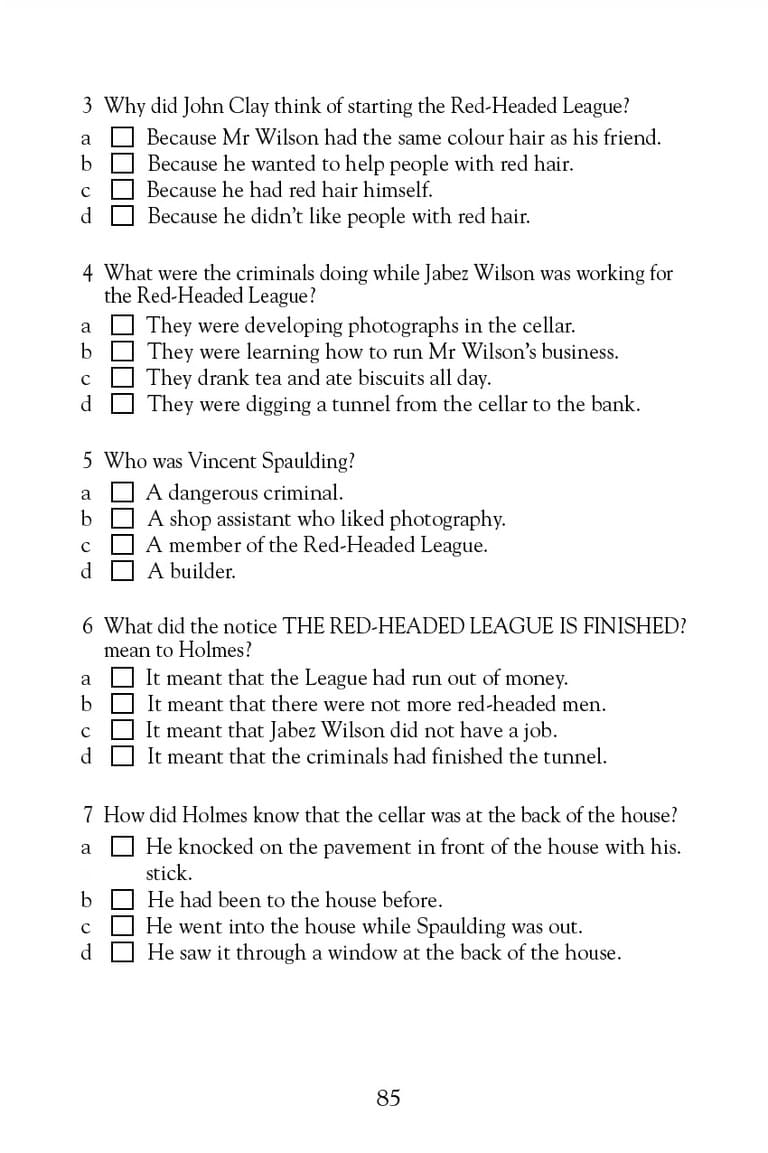 3 Why did John Clay think of starting the Red-Headed League?
a Because Mr Wilson had the same colour hair as his friend.
b Because he wanted to help people with red hair.
c Because he had red hair himself.
d Because he didn't like people with red hair.
4 What were the criminals doing while Jabez Wilson was working for
the Red-Headed League?
a They were developing photographs in the cellar.
b They were learning how to run Mr Wilson's business.
c They drank tea and ate biscuits all day.
d They were digging a tunnel from the cellar to the bank.
5 Who was Vincent Spaulding?
a A dangerous criminal.
b A shop assistant who liked photography.
c A member of the Red-Headed League.
d A builder.
6 What did the notice THE RED-HEADED LEAGUE IS FINISHED?
mean to Holmes?
a It meant that the League had run out of money.
b It meant that there were not more red-headed men.
c It meant that Jabez Wilson did not have a job.
d It meant that the criminals had finished the tunnel.
7 How did Holmes know that the cellar was at the back of the house?
a He knocked on the pavement in front of the house with his.
stick.
b He had been to the house before.
c He went into the house while Spaulding was out.
d He saw it through a window at the back of the house.
85